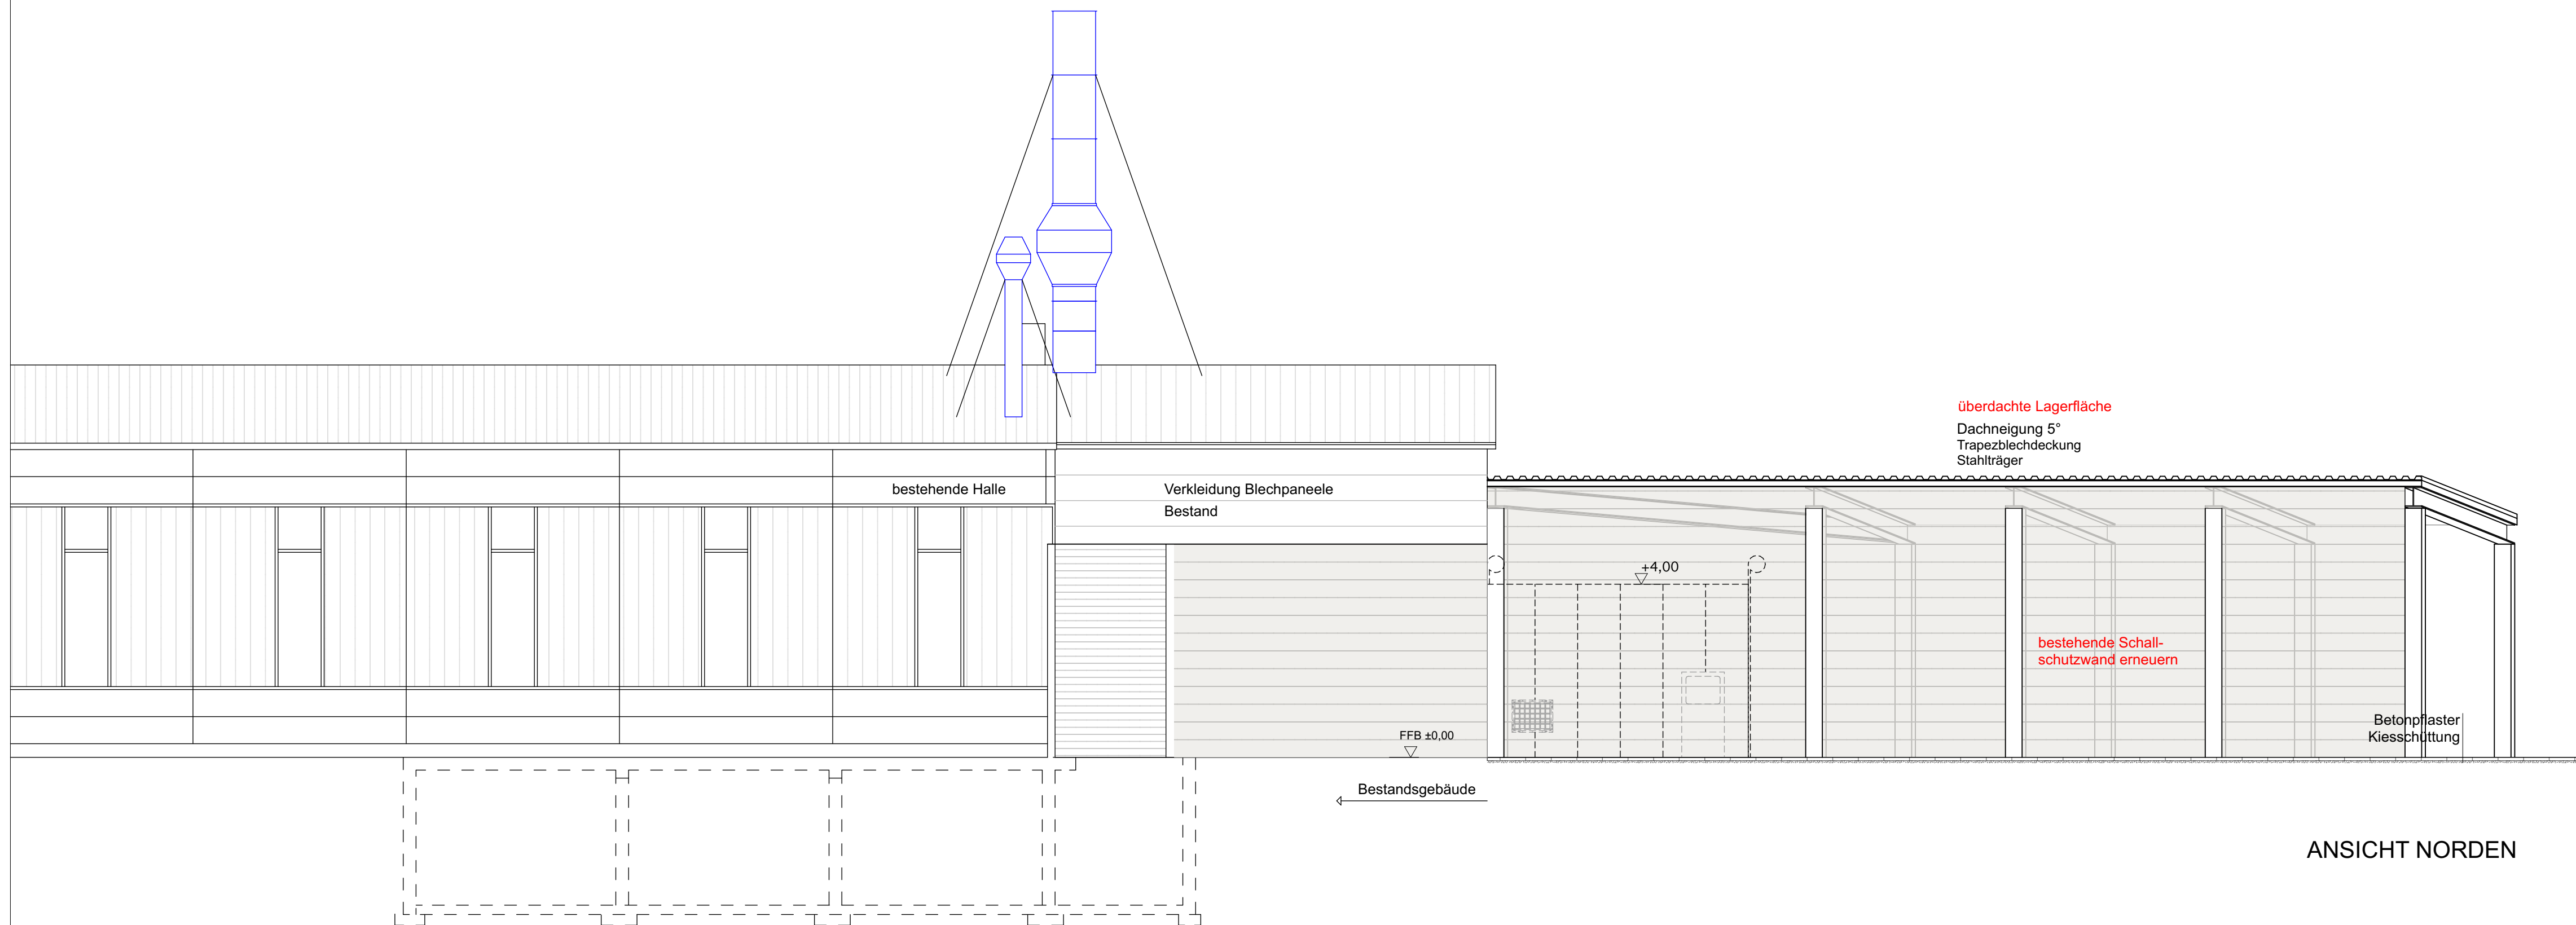 überdachte Lagerfläche
Dachneigung 5°
Trapezblechdeckung
Stahlträger
bestehende Halle
Verkleidung Blechpaneele
Bestand
+4,00
bestehende Schall-
schutzwand erneuern
Betonpflaster
Kiesschüttung
FFB ±0,00
Bestandsgebäude
ANSICHT NORDEN